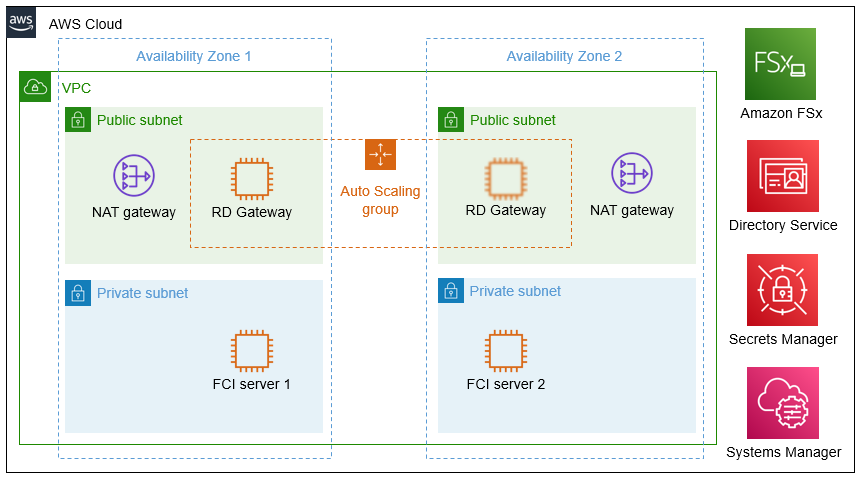 aws
AWS Cloud
Availability Zone 1
Availability Zone 2
VPC
Public subnet
Public subnet
NAT gateway
RD Gateway
Auto Scaling
group
RD Gateway
NAT gateway
Private subnet
Private subnet
FCI server 1
FCI server 2
FSx
Amazon FSx
Directory Service
Secrets Manager
Systems Manager